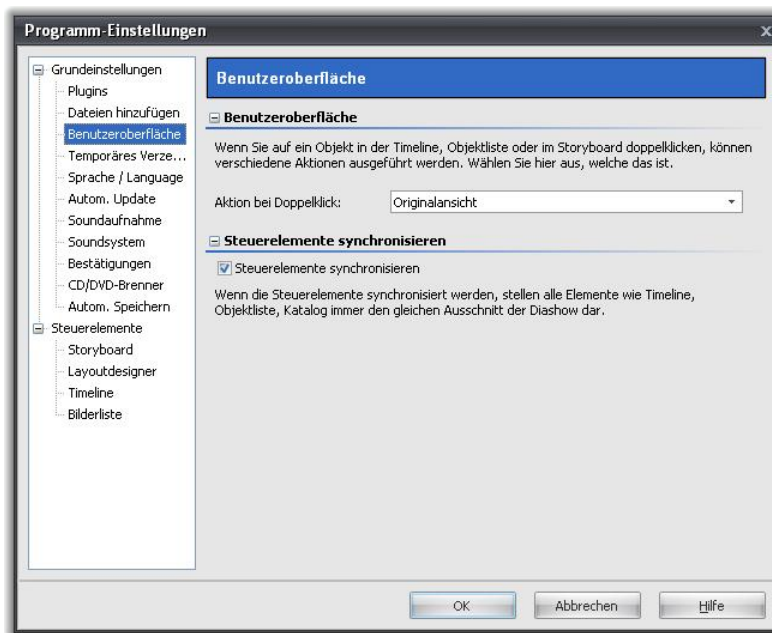 Programm-Einstellungen
x
Grundeinstellungen
Plugins
Dateien hinzufügen
Benutzeroberfläche
Temporäres Verze...
Sprache / Language
Autom. Update
Soundaufnahme
Soundsystem
Bestätigungen
CD/DVD-Brenner
Autom. Speichern
Steuerelemente
Storyboard
Layoutdesigner
Timeline
Bilderliste
Benutzeroberfläche
Benutzeroberfläche
Wenn Sie auf ein Objekt in der Timeline, Objektliste oder im Storyboard doppelklicken, können
verschiedene Aktionen ausgeführt werden. Wählen Sie hier aus, welche das ist.
Aktion bei Doppelklick: Originalansicht
Steuerelemente synchronisieren
Steuerelemente synchronisieren
Wenn die Steuerelemente synchronisiert werden, stellen alle Elemente wie Timeline,
Objektliste, Katalog immer den gleichen Ausschnitt der Diashow dar.
OK Abbrechen Hilfe